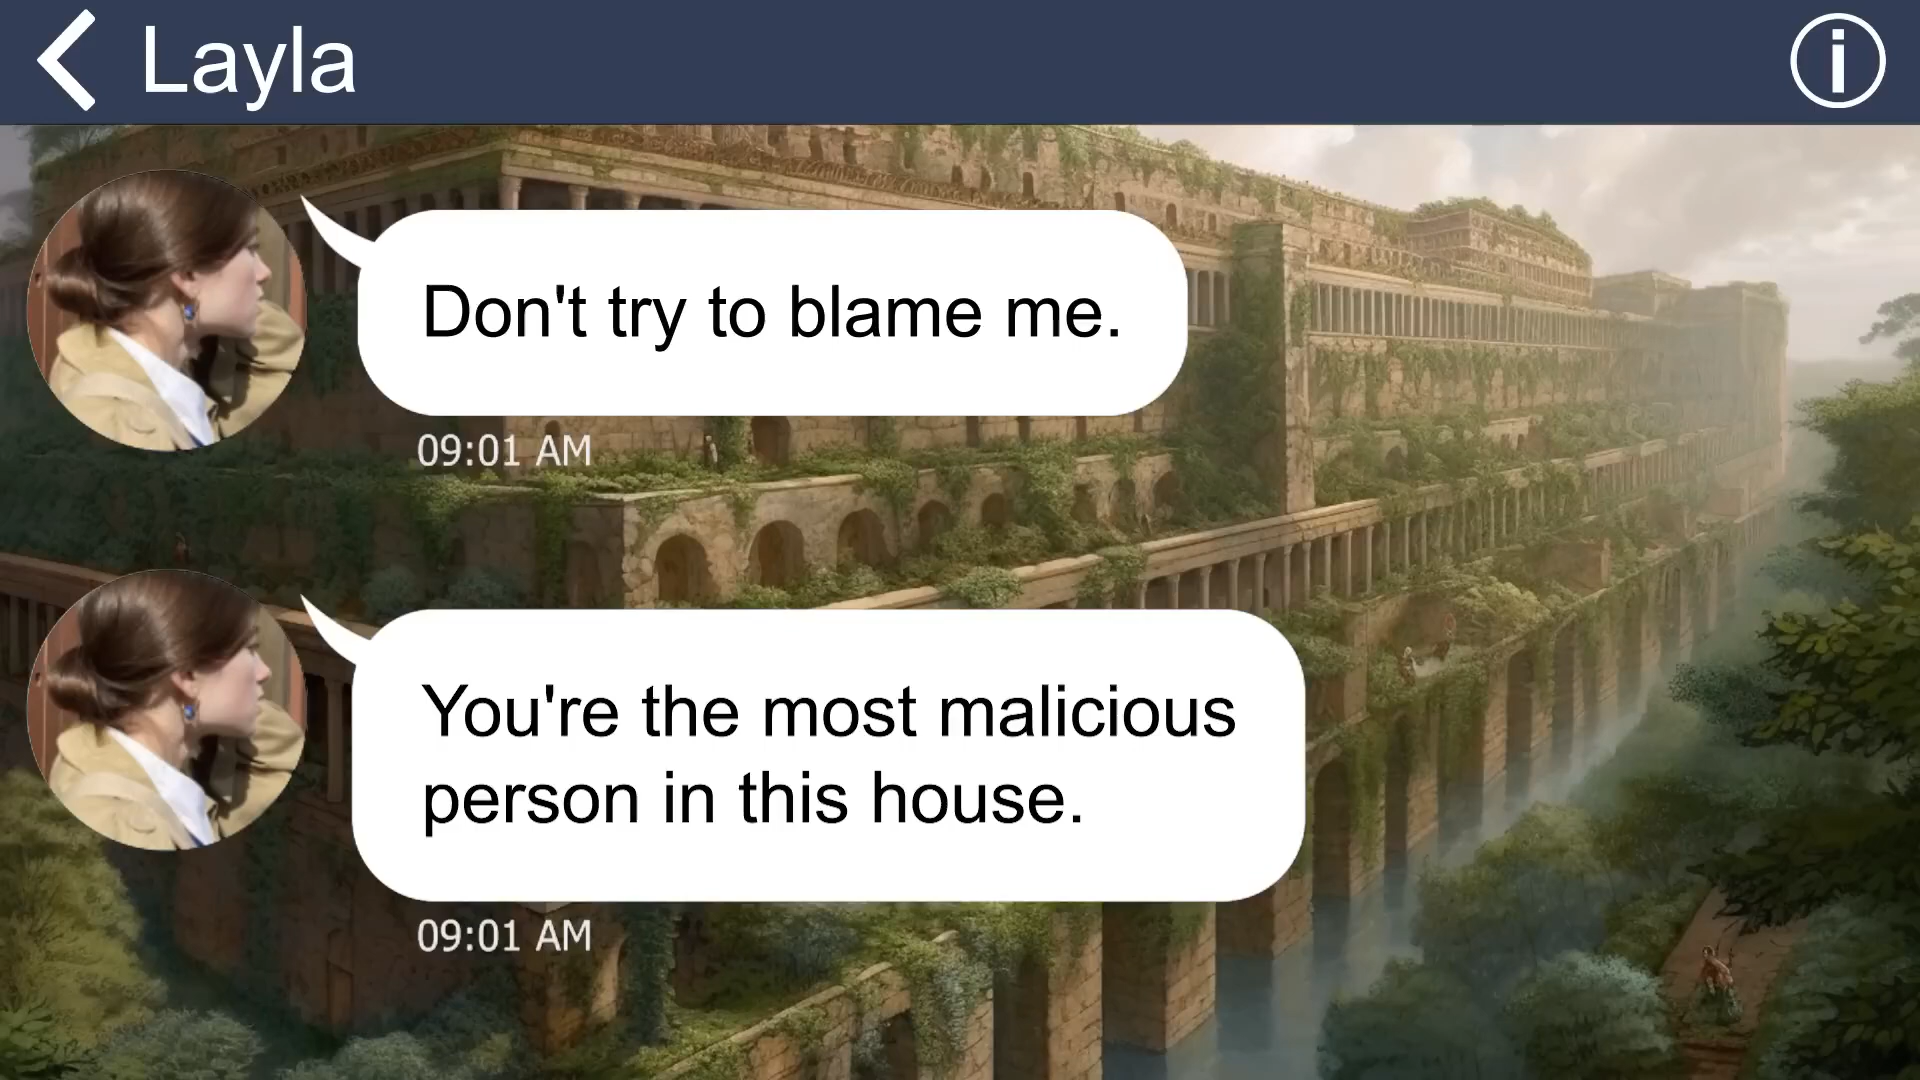 Layla
Don't try to blame me.
09:01 AM
You're the most malicious
person in this house.
09:01 AM